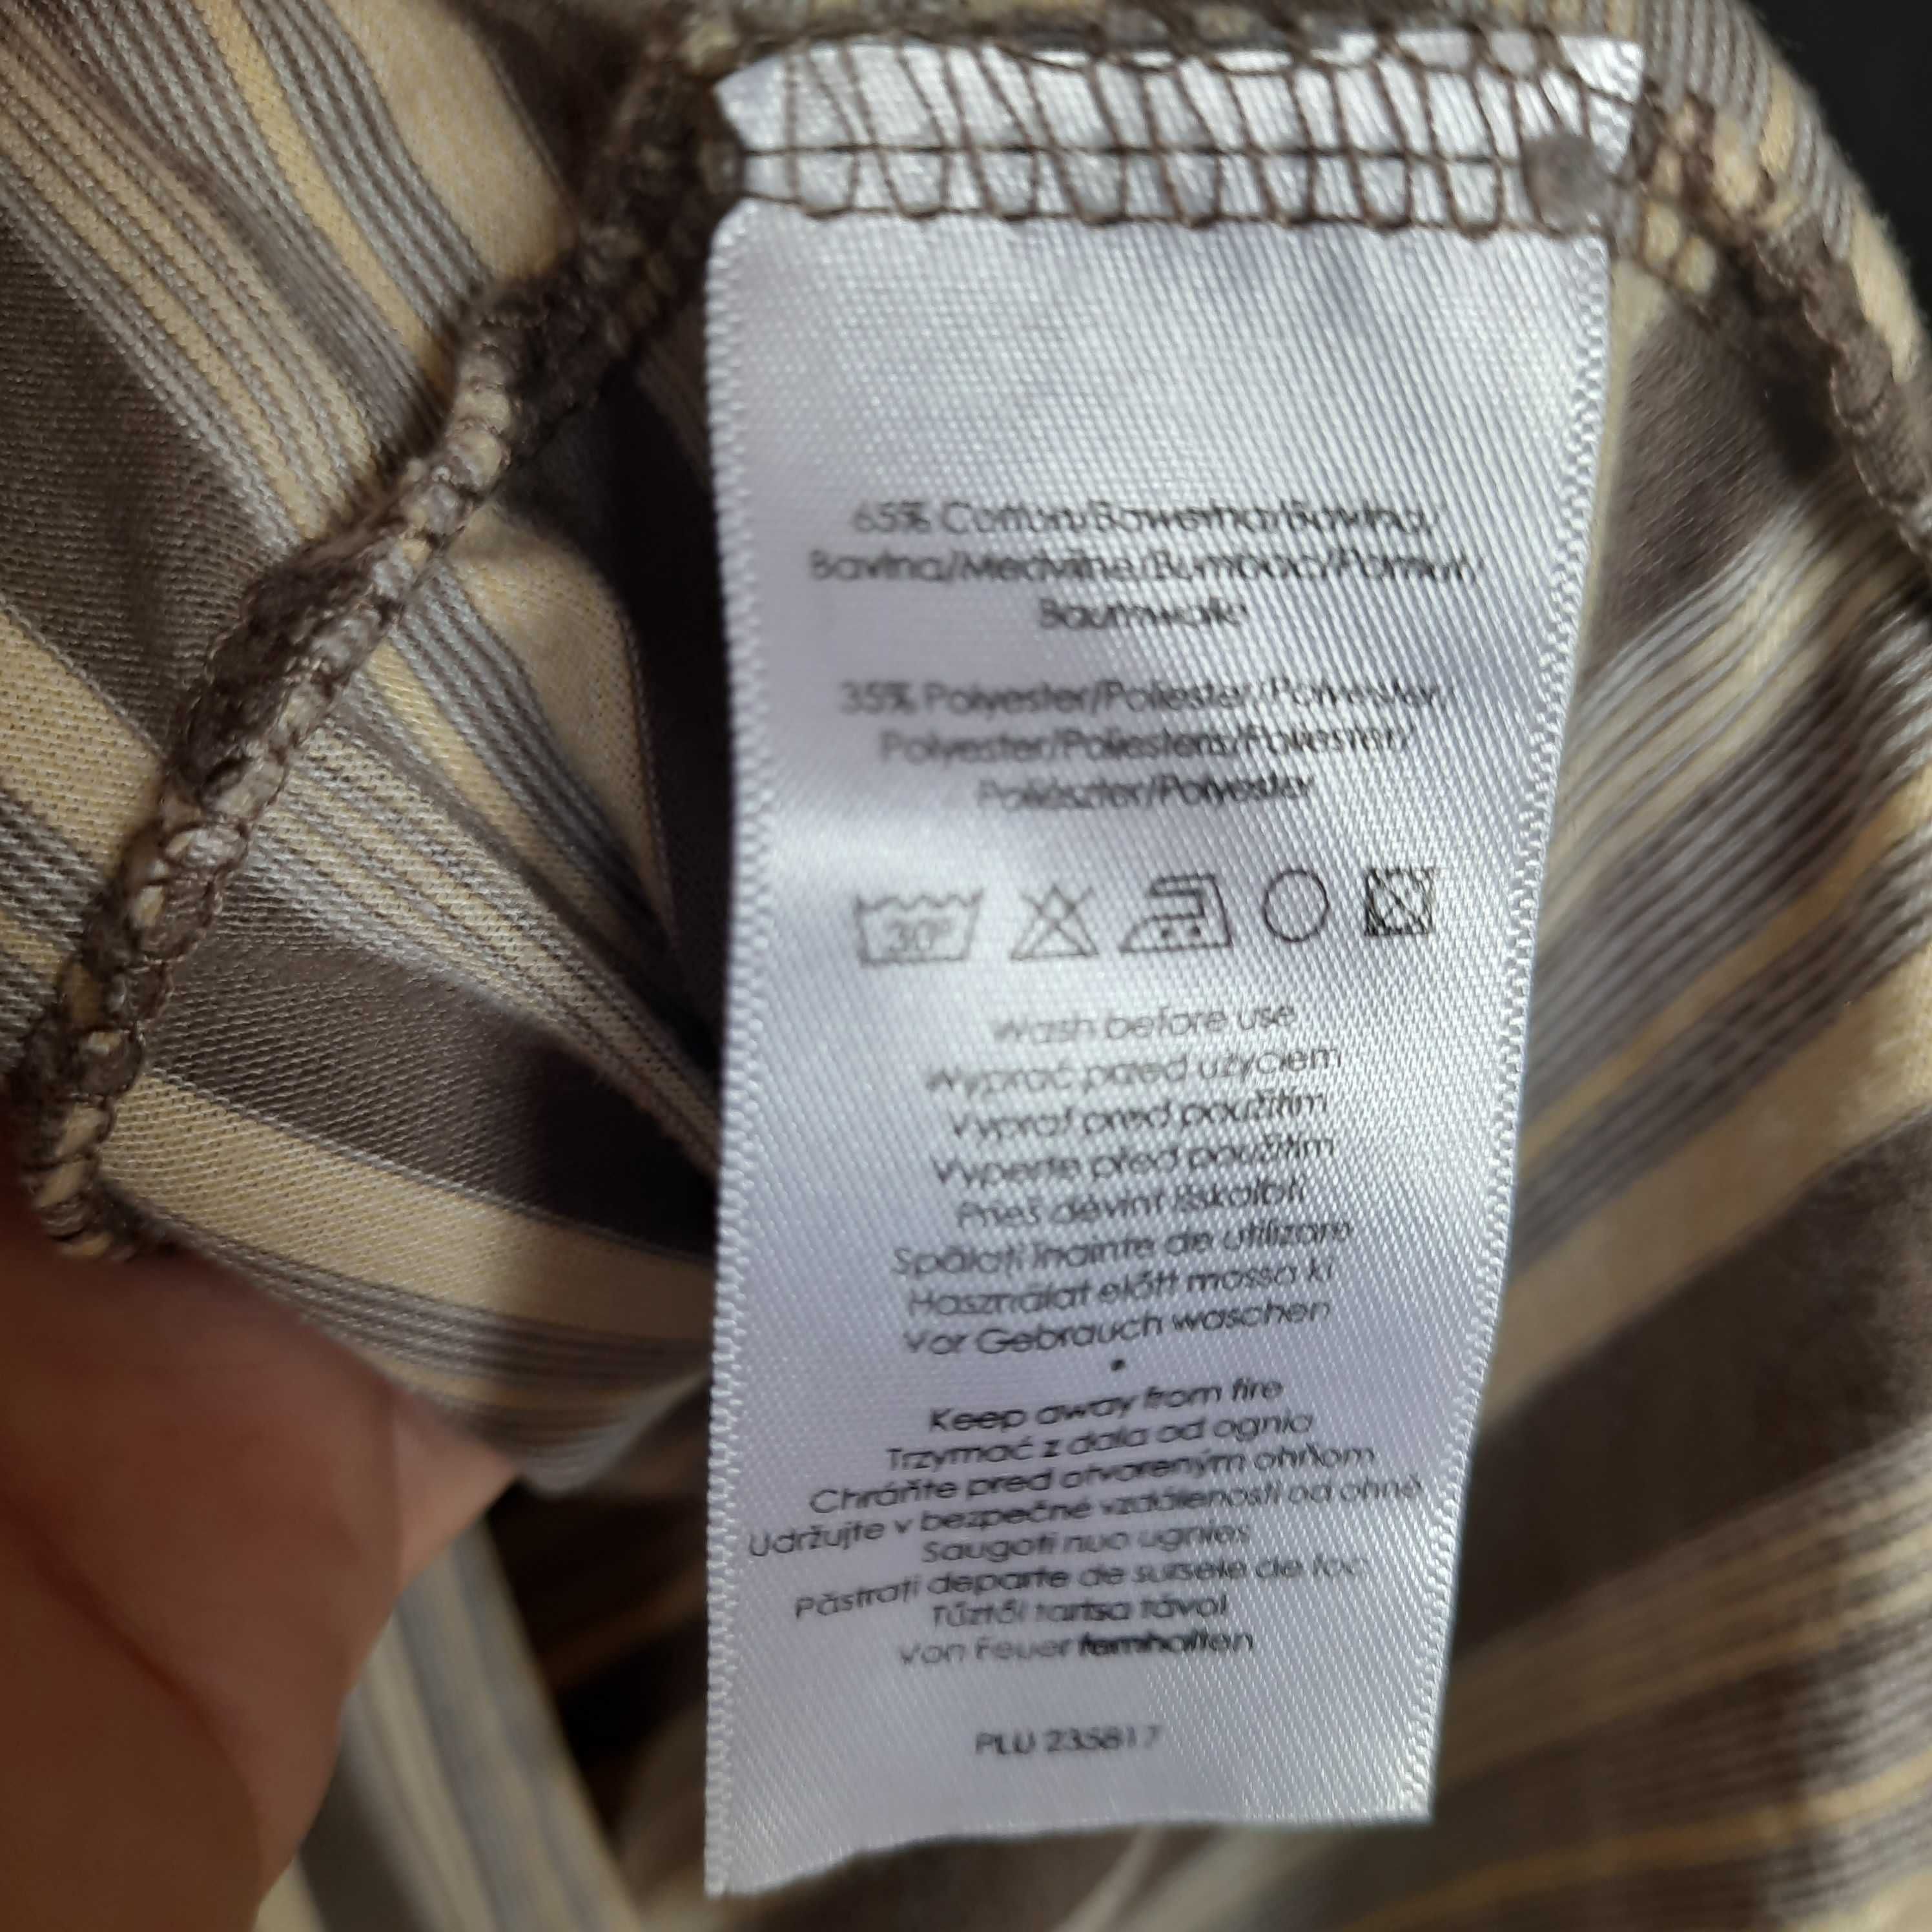 65% Cotton/Bawełna/Bavlna/
Bavlna/Medvilnė/Bumbac/Pamut/
Baumwolle
35% Polyester/Poliester/Polyester/
Polyester/Poliesteris/Poliester/
Poliészter/Polyester
30°
Wash before use
Wyprać przed użyciem
Vyprať pred použitím
Vyperte před použitím
Prieš dėvint išskalbti
Spălați înainte de utilizare
Használat előtt mossa ki
Vor Gebrauch waschen
•
Keep away from fire
Trzymać z dala od ognia
Chráňte pred otvoreným ohňom
Udržujte v bezpečné vzdálenosti od ohně
Saugoti nuo ugnies
Păstrați departe de sursele de foc
Tűztől tartsa távol
Von Feuer fernhalten
PLU 235817